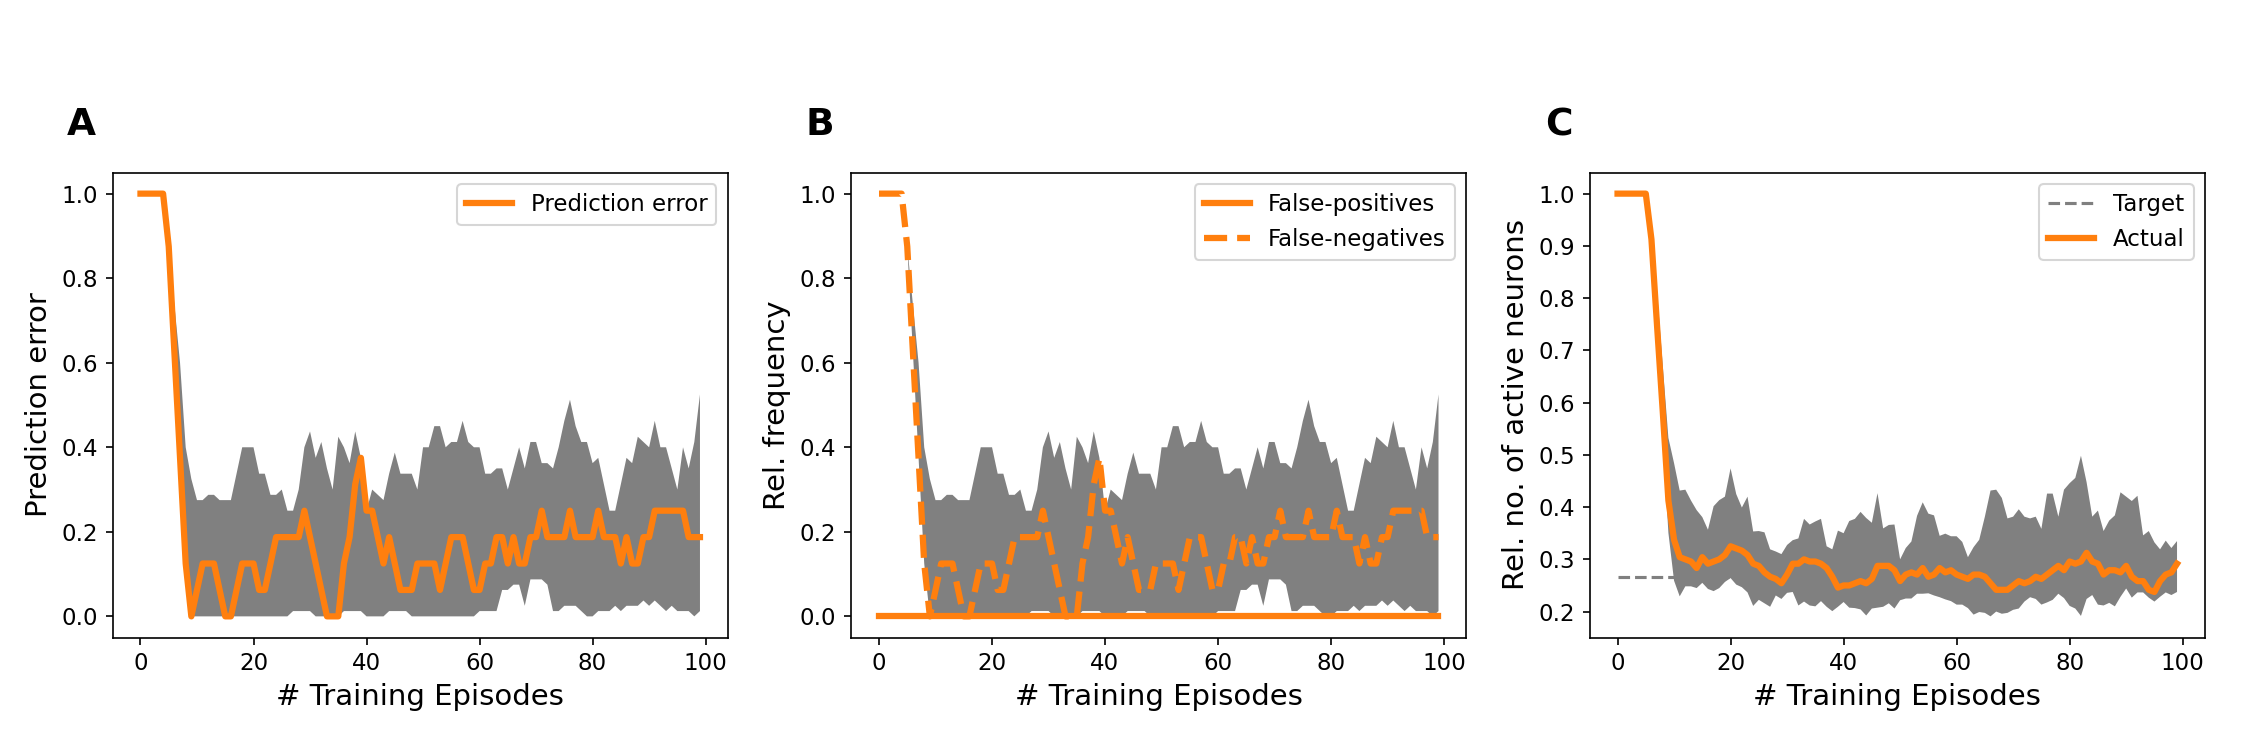 A
B
C
Prediction error
1.0
0.8
0.6
0.4
0.2
0.0
0 20 40 60 80 100
# Training Episodes
Prediction error
Rel. frequency
1.0
0.8
0.6
0.4
0.2
0.0
0 20 40 60 80 100
# Training Episodes
False-positives
False-negatives
Rel. no. of active neurons
1.0
0.9
0.8
0.7
0.6
0.5
0.4
0.3
0.2
0 20 40 60 80 100
# Training Episodes
Target
Actual